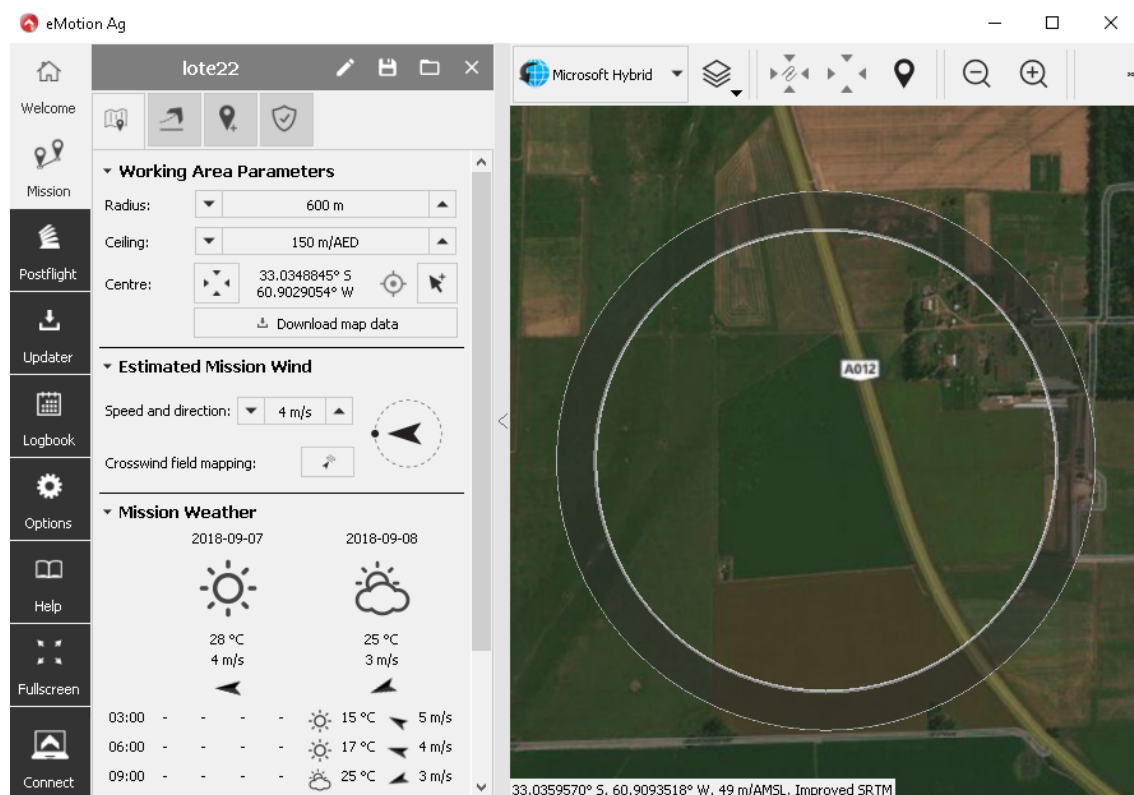 eMotion Ag
Welcome
Mission
Postflight
Updater
Logbook
Options
Help
Fullscreen
Connect
lote22
Working Area Parameters
Radius: 600 m
Ceiling: 150 m/AED
Centre: 33.0348845° S
60.9029054° W
Download map data
Estimated Mission Wind
Speed and direction: 4 m/s
Crosswind field mapping:
Mission Weather
2018-09-07 2018-09-08
28 °C 25 °C
4 m/s 3 m/s
03:00 - - - - 15 °C 5 m/s
06:00 - - - - 17 °C 4 m/s
09:00 - - - - 25 °C 3 m/s
Microsoft Hybrid
»
A012
33.0359570° S, 60.9093518° W, 49 m/AMSL, Improved SRTM